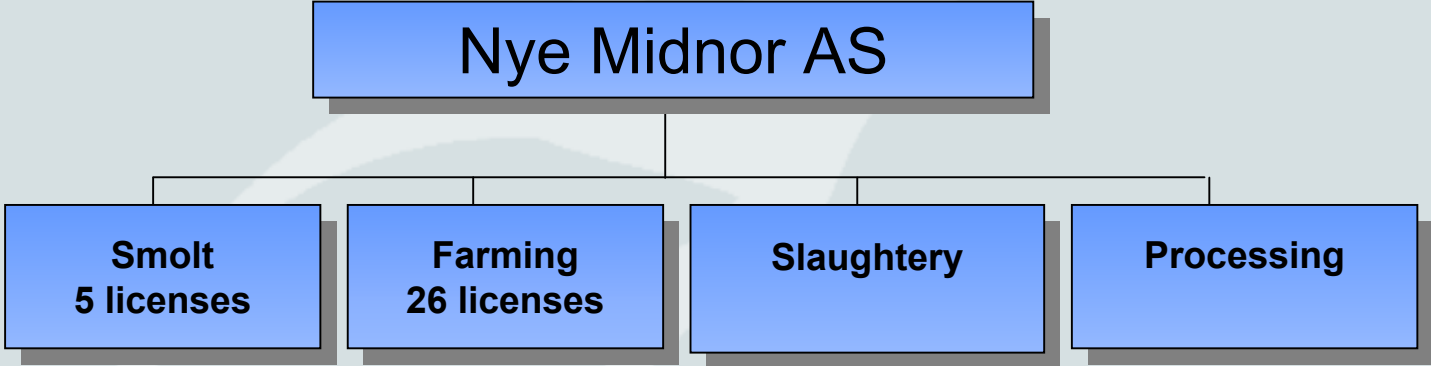 Nye Midnor AS
Smolt
5 licenses
Farming
26 licenses
Slaughtery
Processing